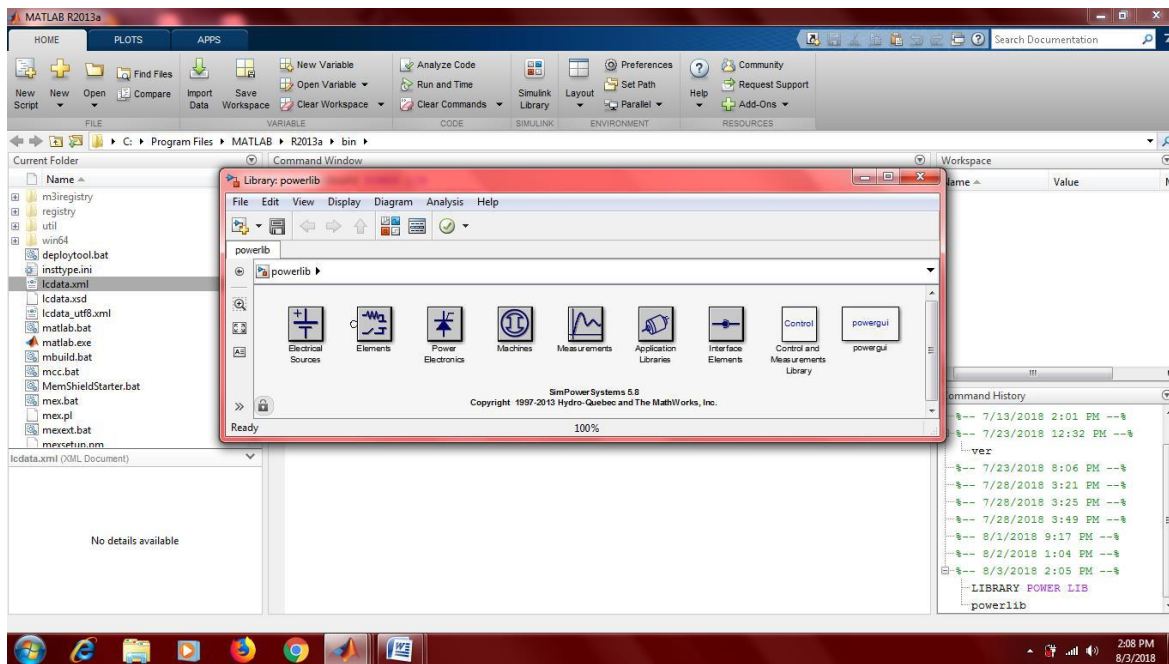 MATLAB R2013a
HOME PLOTS APPS
Search Documentation
New Script
New
Open
Find Files
Compare
Import Data
Save Workspace
New Variable
Open Variable
Clear Workspace
Analyze Code
Run and Time
Clear Commands
Simulink Library
Layout
Preferences
Set Path
Parallel
Help
Community
Request Support
Add-Ons
FILE VARIABLE CODE SIMULINK ENVIRONMENT RESOURCES
C: Program Files MATLAB R2013a bin
Current Folder
Name
m3iregistry
registry
util
win64
deploytool.bat
insttype.ini
lcdata.xml
lcdata.xsd
lcdata_utf8.xml
matlab.bat
matlab.exe
mbuild.bat
mcc.bat
MemShieldStarter.bat
mex.bat
mex.pl
mexext.bat
mexsetup.pm
lcdata.xml (XML Document)
No details available
Command Window
Library: powerlib
File Edit View Display Diagram Analysis Help
powerlib
powerlib
Electrical Sources
Elements
Power Electronics
Machines
Measurements
Application Libraries
Interface Elements
Control
Control and Measurements Library
powergui
powergui
SimPowerSystems 5.8
Copyright 1997-2013 Hydro-Quebec and The MathWorks, Inc.
Ready 100%
Workspace
Name Value
Command History
%-- 7/13/2018 2:01 PM --%
%-- 7/23/2018 12:32 PM --%
ver
%-- 7/23/2018 8:06 PM --%
%-- 7/28/2018 3:21 PM --%
%-- 7/28/2018 3:25 PM --%
%-- 7/28/2018 3:49 PM --%
%-- 8/1/2018 9:17 PM --%
%-- 8/2/2018 1:04 PM --%
%-- 8/3/2018 2:05 PM --%
LIBRARY POWER LIB
powerlib
2:08 PM
8/3/2018